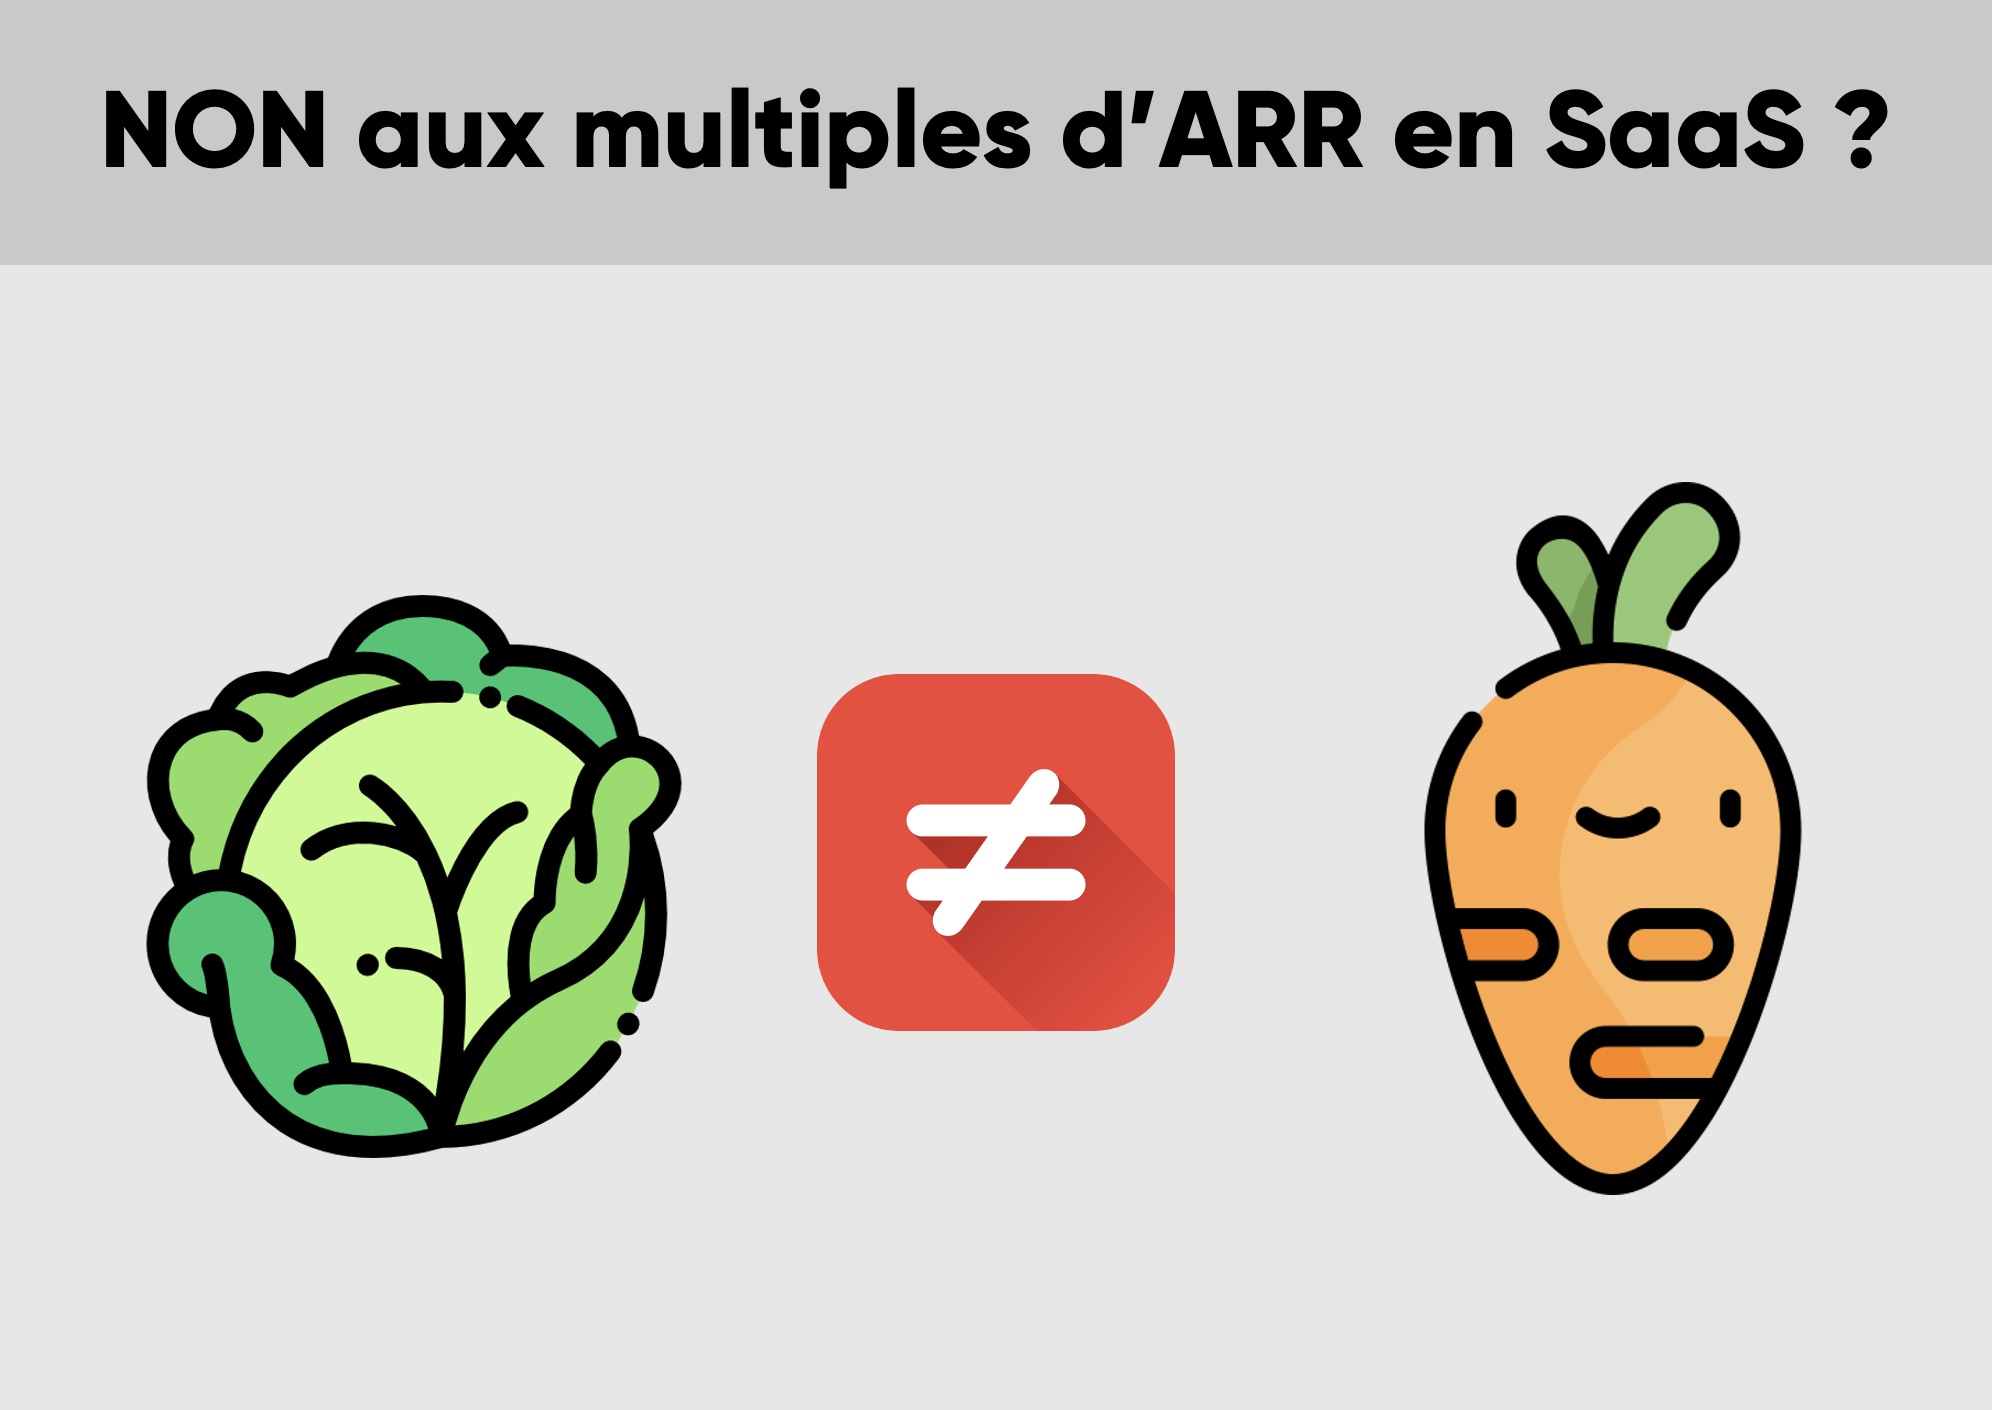 NON aux multiples d’ARR en SaaS ?
≠